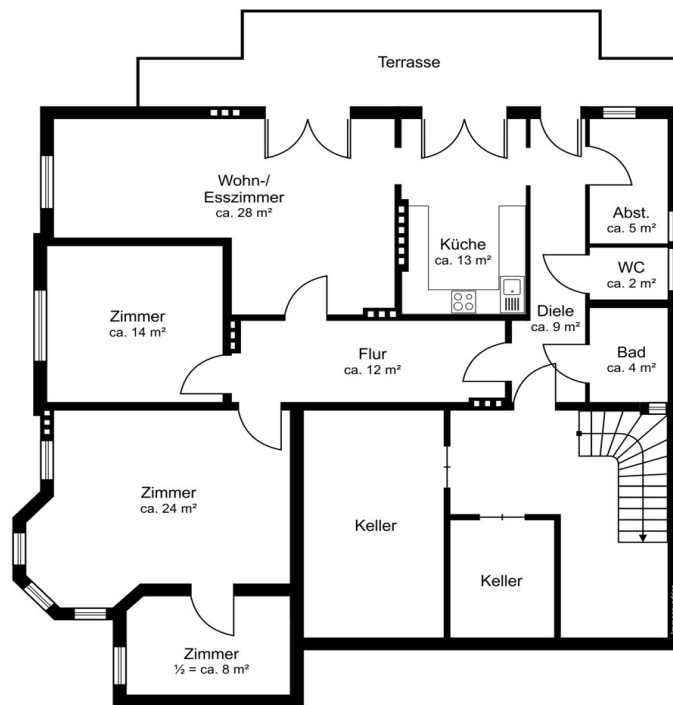 Terrasse
Wohn-/
Esszimmer
ca. 28 m²
Küche
ca. 13 m²
Abst.
ca. 5 m²
WC
ca. 2 m²
Zimmer
ca. 14 m²
Diele
ca. 9 m²
Flur
ca. 12 m²
Bad
ca. 4 m²
Zimmer
ca. 24 m²
Keller
Keller
Zimmer
½ = ca. 8 m²